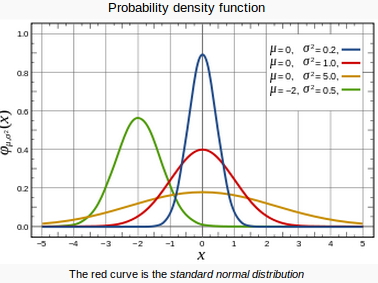 Probability density function
φμ,σ²(x)
1.0
0.8
0.6
0.4
0.2
0.0
μ=0, σ²=0.2,
μ=0, σ²=1.0,
μ=0, σ²=5.0,
μ=−2, σ²=0.5,
−5 −4 −3 −2 −1 0 1 2 3 4 5
x
The red curve is the standard normal distribution